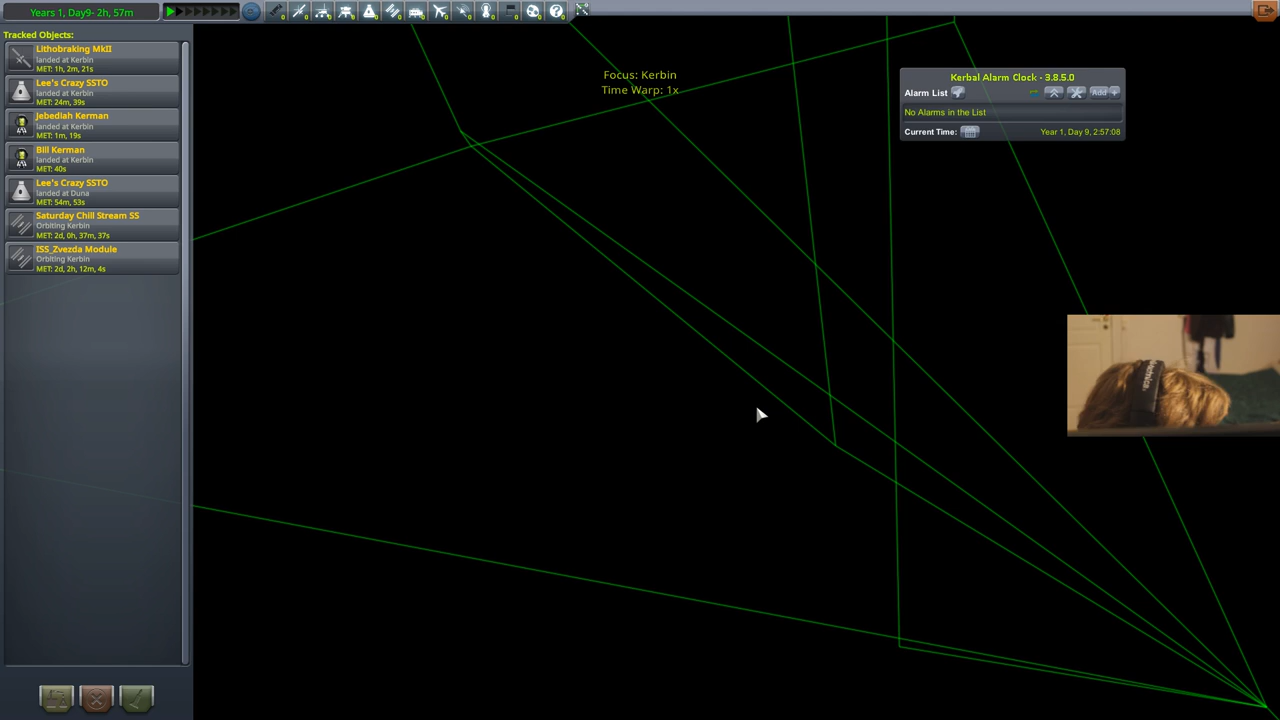 Years 1, Day9- 2h, 57m
Tracked Objects:
Lithobraking MkII
landed at Kerbin
MET: 1h, 2m, 21s
Lee's Crazy SSTO
landed at Kerbin
MET: 24m, 39s
Jebediah Kerman
landed at Kerbin
MET: 1m, 19s
Bill Kerman
landed at Kerbin
MET: 40s
Lee's Crazy SSTO
landed at Duna
MET: 54m, 53s
Saturday Chill Stream SS
Orbiting Kerbin
MET: 2d, 0h, 37m, 37s
ISS_Zvezda Module
Orbiting Kerbin
MET: 2d, 2h, 12m, 4s
Focus: Kerbin
Time Warp: 1x
Kerbal Alarm Clock - 3.8.5.0
Alarm List
Add +
No Alarms in the List
Current Time:
Year 1, Day 9, 2:57:08